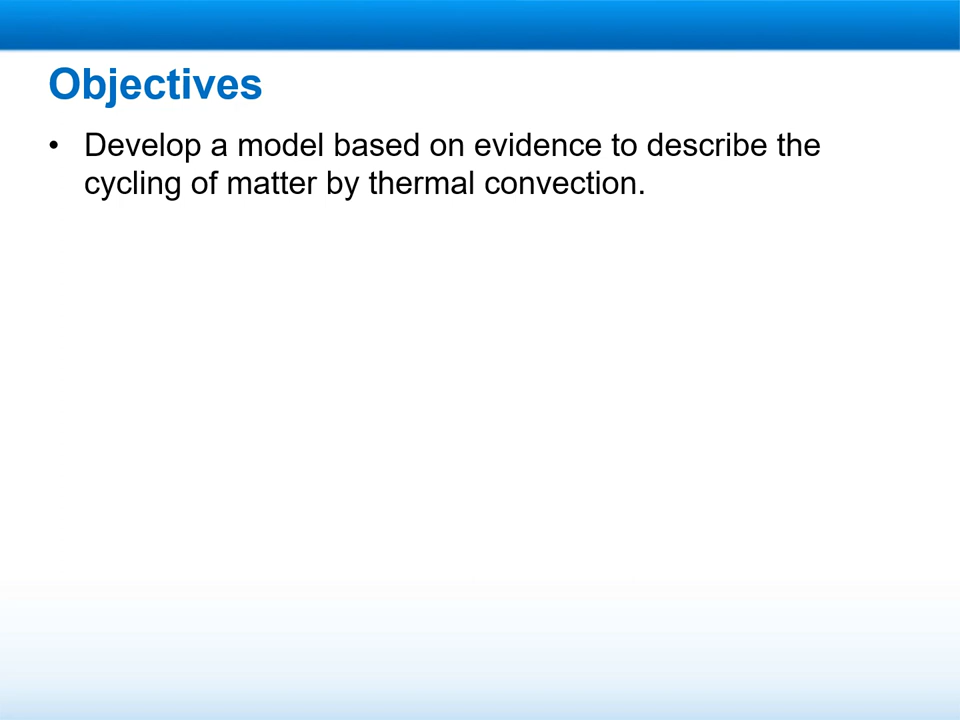 Objectives
• Develop a model based on evidence to describe the
cycling of matter by thermal convection.